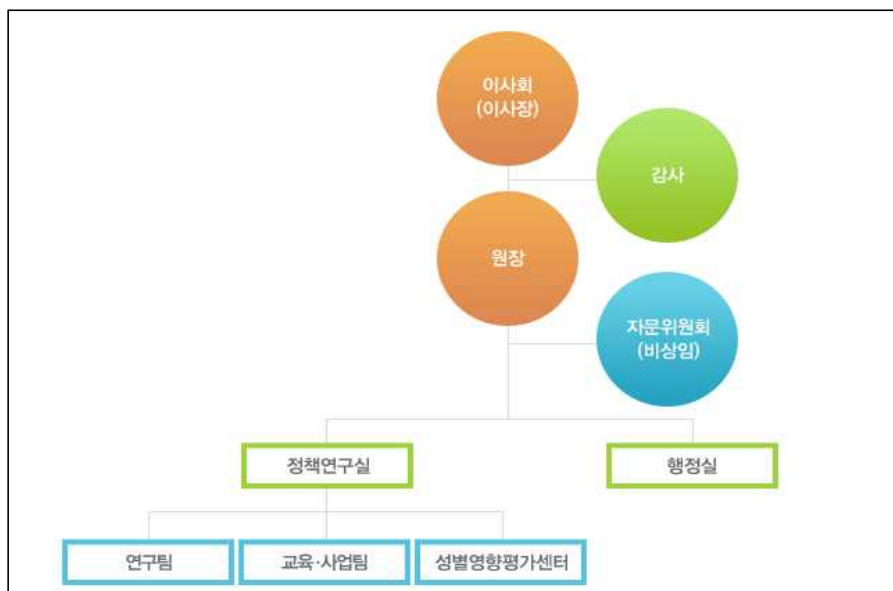 이사회
(이사장)
감사
원장
자문위원회
(비상임)
정책연구실
행정실
연구팀
교육·사업팀
성별영향평가센터